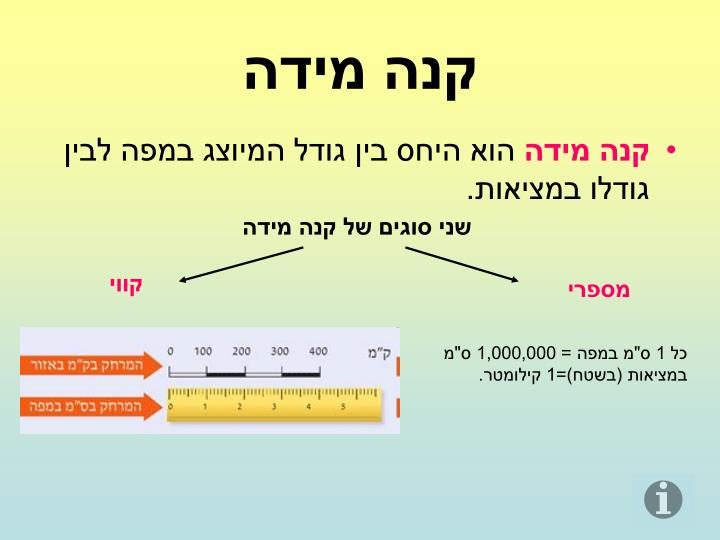 קנה מידה
• קנה מידה הוא היחס בין גודל המיוצג במפה לבין
גודלו במציאות.
שני סוגים של קנה מידה
מספרי
קווי
כל 1 ס"מ במפה = 1,000,000 ס"מ
במציאות (בשטח)=1 קילומטר.
המרחק בק"מ באזור
0 100 200 300 400 ק"מ
המרחק בס"מ במפה
0 1 2 3 4 5
i